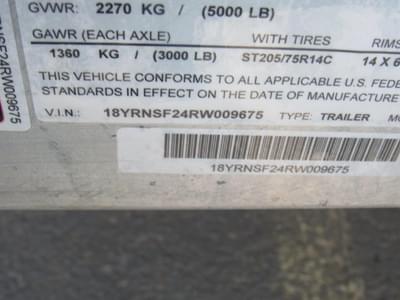 GVWR: 2270 KG / (5000 LB)
GAWR (EACH AXLE) WITH TIRES RIMS
1360 KG / (3000 LB) ST205/75R14C 14 X 6
THIS VEHICLE CONFORMS TO ALL APPLICABLE U.S. FEDE
STANDARDS IN EFFECT ON THE DATE OF MANUFACTURE
V.I.N.: 18YRNSF24RW009675 TYPE: TRAILER MO
18YRNSF24RW009675
NSF24RW009675